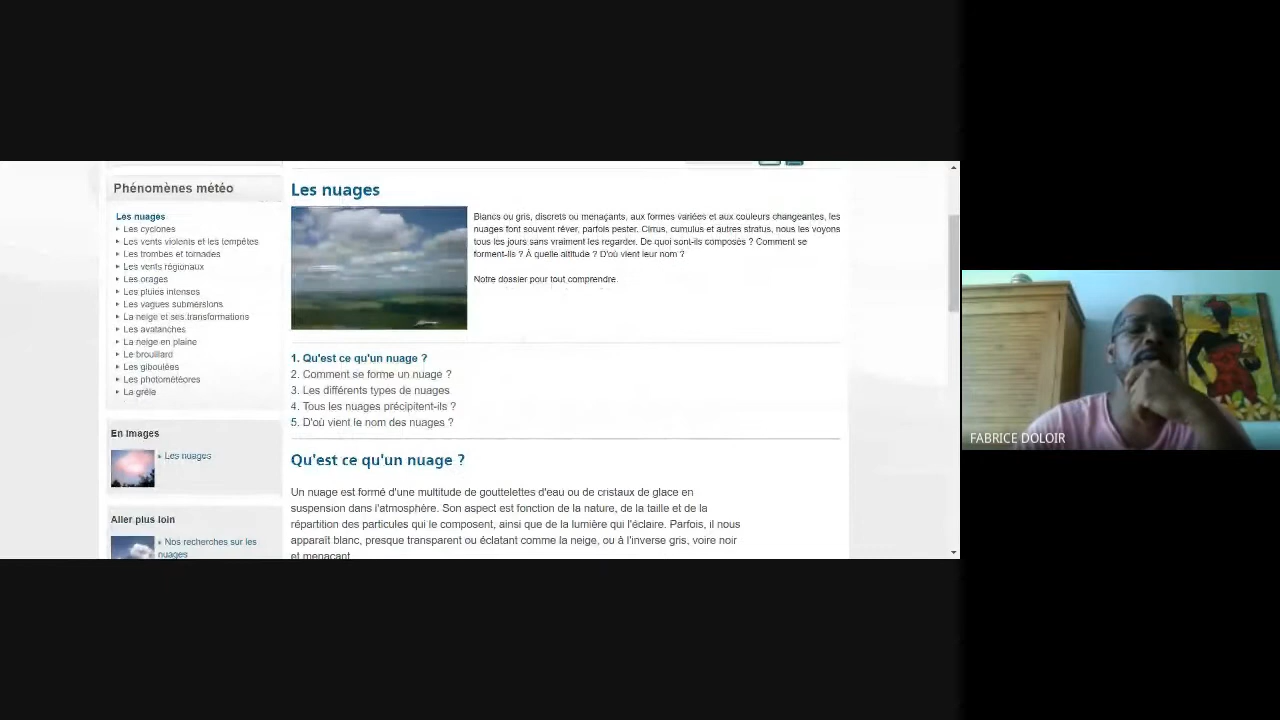 Phénomènes météo
Les nuages
Les cyclones
Les vents violents et les tempêtes
Les trombes et tornades
Les vents régionaux
Les orages
Les pluies intenses
Les vagues submersions
La neige et ses transformations
Les avalanches
La neige en plaine
Le brouillard
Les giboulées
Les photométéores
La grêle
En images
Les nuages
Aller plus loin
Nos recherches sur les
nuages
Les nuages
Blancs ou gris, discrets ou menaçants, aux formes variées et aux couleurs changeantes, les
nuages font souvent rêver, parfois pester. Cirrus, cumulus et autres stratus, nous les voyons
tous les jours sans vraiment les regarder. De quoi sont-ils composés ? Comment se
forment-ils ? À quelle altitude ? D'où vient leur nom ?
Notre dossier pour tout comprendre.
1. Qu'est ce qu'un nuage ?
2. Comment se forme un nuage ?
3. Les différents types de nuages
4. Tous les nuages précipitent-ils ?
5. D'où vient le nom des nuages ?
Qu'est ce qu'un nuage ?
Un nuage est formé d'une multitude de gouttelettes d'eau ou de cristaux de glace en
suspension dans l'atmosphère. Son aspect est fonction de la nature, de la taille et de la
répartition des particules qui le composent, ainsi que de la lumière qui l'éclaire. Parfois, il nous
apparaît blanc, presque transparent ou éclatant comme la neige, ou à l'inverse gris, voire noir
et menaçant
FABRICE DOLOIR